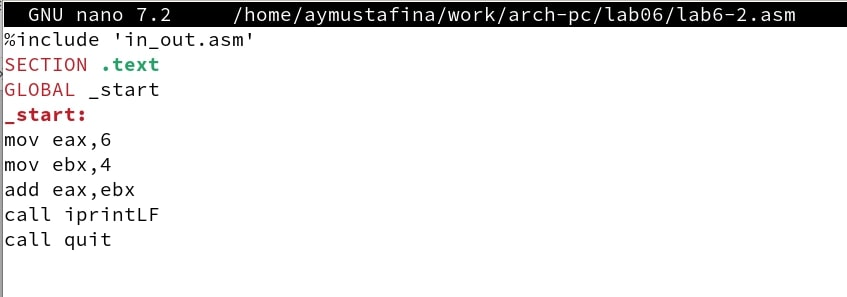 GNU nano 7.2 /home/aymustafina/work/arch-pc/lab06/lab6-2.asm
%include 'in_out.asm'
SECTION .text
GLOBAL _start
_start:
mov eax,6
mov ebx,4
add eax,ebx
call iprintLF
call quit